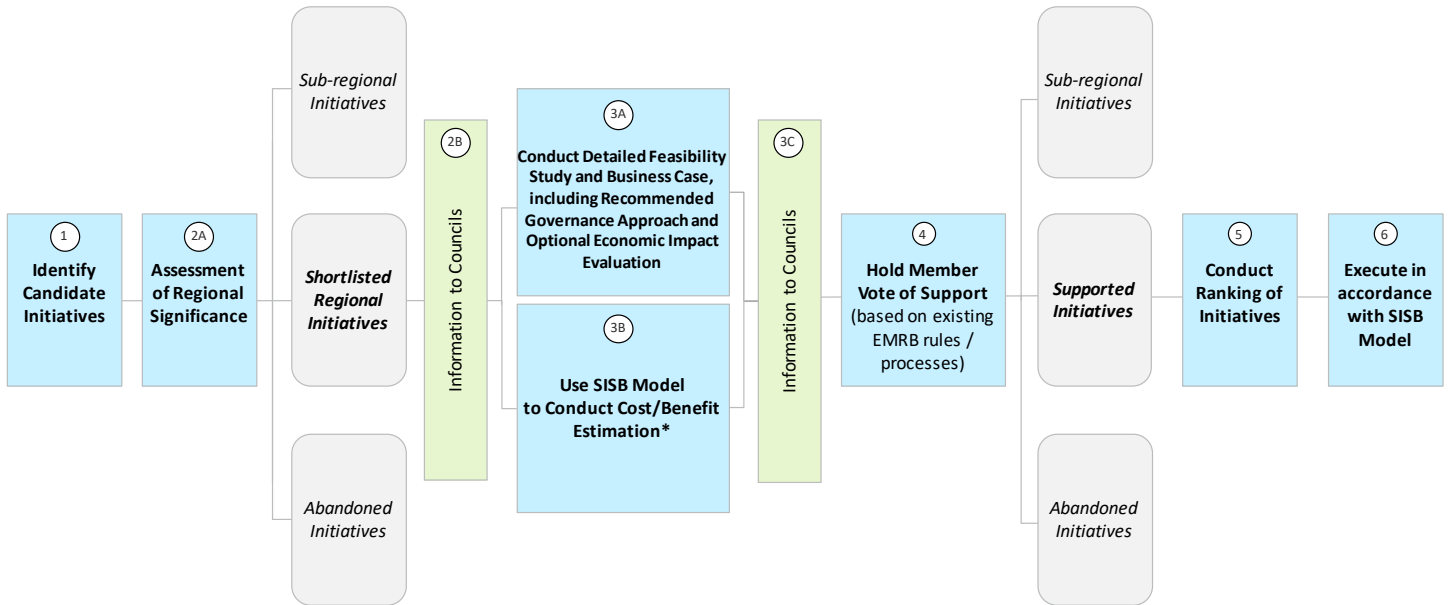 1
Identify
Candidate
Initiatives
2A
Assessment
of Regional
Significance
Sub-regional
Initiatives
Shortlisted
Regional
Initiatives
Abandoned
Initiatives
2B
Information to Councils
3A
Conduct Detailed Feasibility
Study and Business Case,
including Recommended
Governance Approach and
Optional Economic Impact
Evaluation
3B
Use SISB Model
to Conduct Cost/Benefit
Estimation*
3C
Information to Councils
4
Hold Member
Vote of Support
(based on existing
EMRB rules /
processes)
Sub-regional
Initiatives
Supported
Initiatives
Abandoned
Initiatives
5
Conduct
Ranking of
Initiatives
6
Execute in
accordance
with SISB
Model